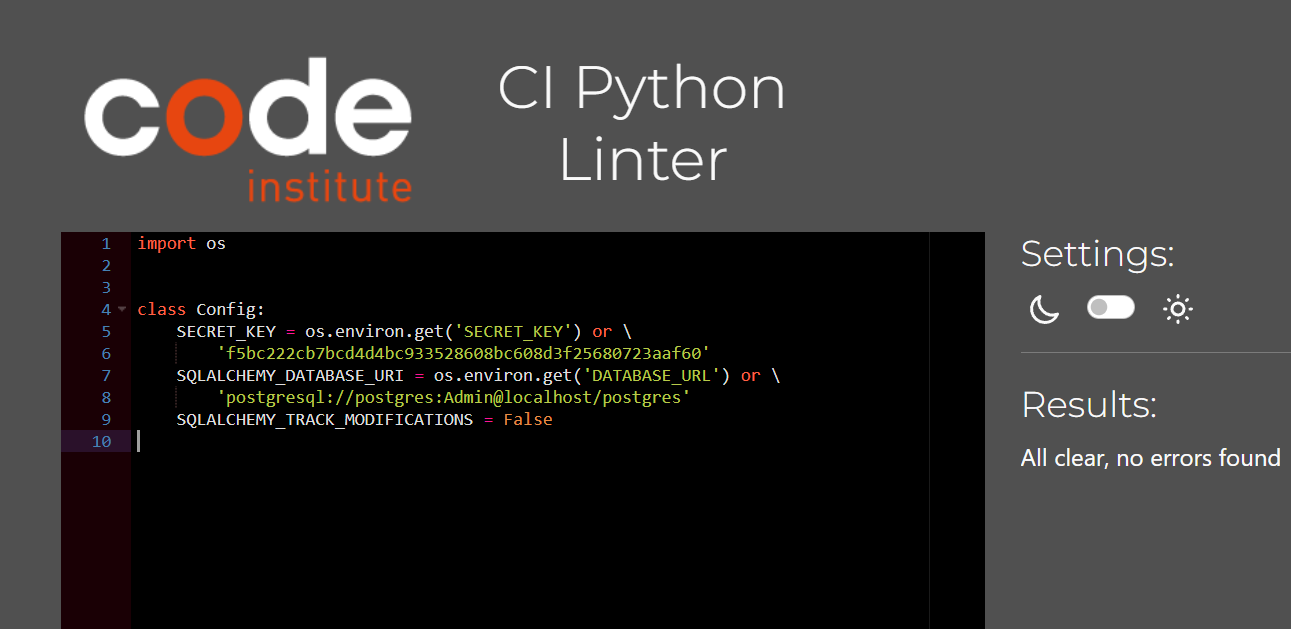 code
institute
CI Python
Linter
1 import os
2
3
4 class Config:
5 SECRET_KEY = os.environ.get('SECRET_KEY') or \
6 'f5bc222cb7bcd4d4bc933528608bc608d3f25680723aaf60'
7 SQLALCHEMY_DATABASE_URI = os.environ.get('DATABASE_URL') or \
8 'postgresql://postgres:Admin@localhost/postgres'
9 SQLALCHEMY_TRACK_MODIFICATIONS = False
10
Settings:
Results:
All clear, no errors found